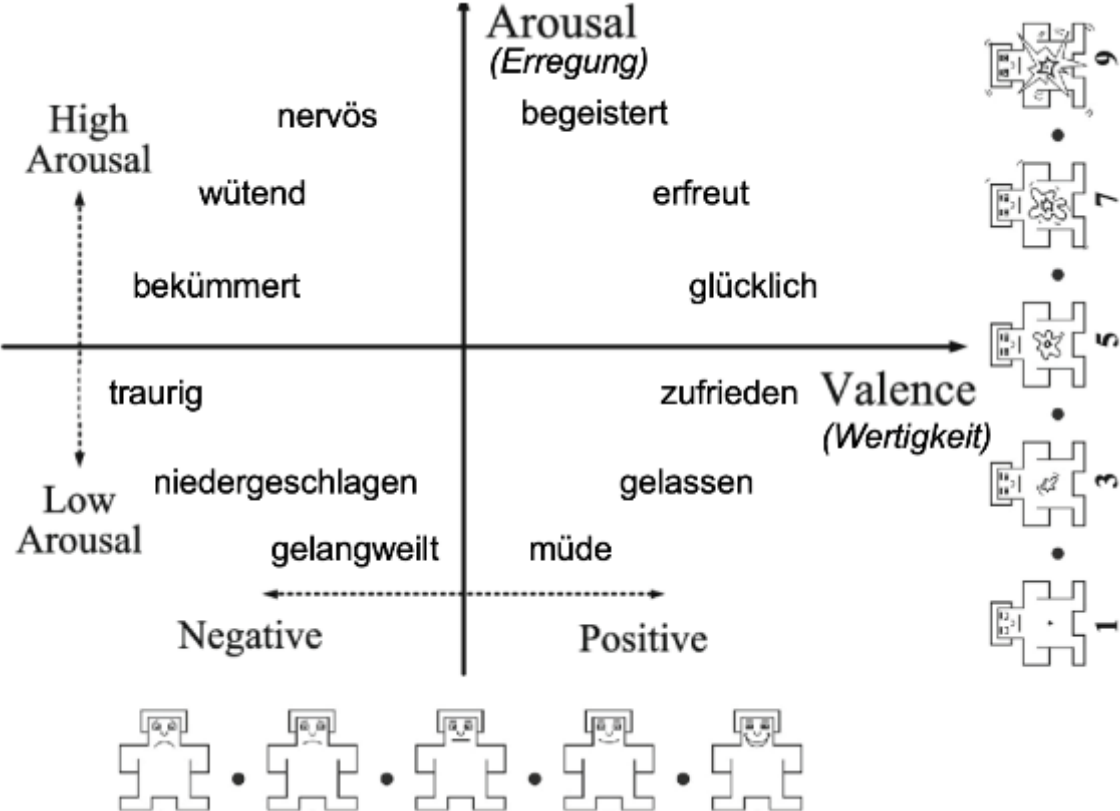 Arousal
(Erregung)
nervös
begeistert
High
Arousal
wütend
erfreut
bekümmert
glücklich
traurig
zufrieden
Valence
(Wertigkeit)
niedergeschlagen
gelassen
Low
Arousal
gelangweilt
müde
Negative
Positive
9
7
5
3
1